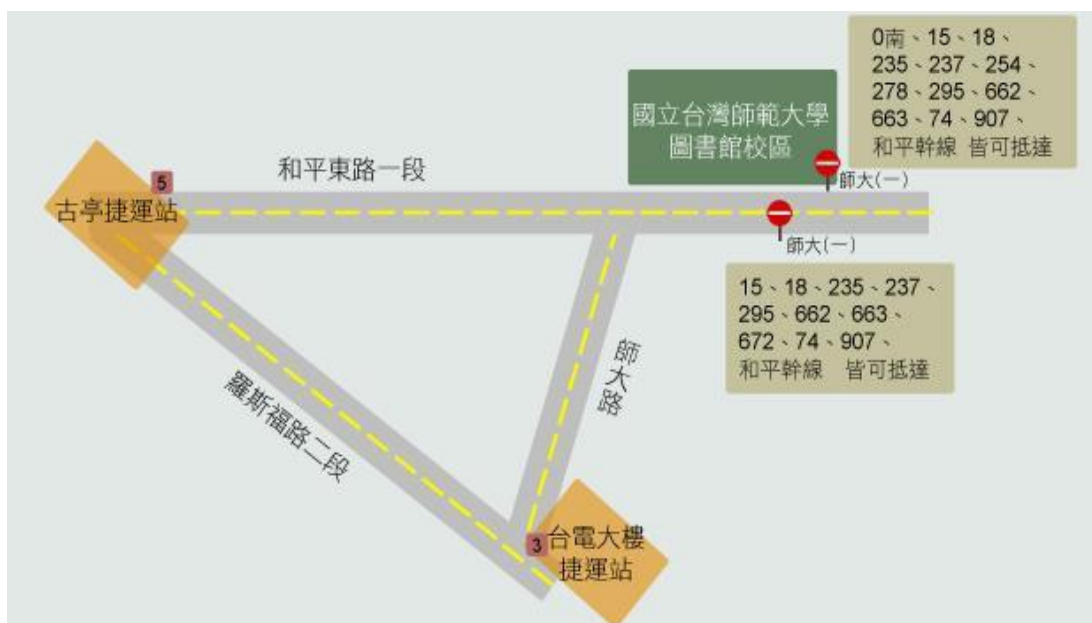 0南、15、18、
235、237、254、
278、295、662、
663、74、907、
和平幹線 皆可抵達
國立台灣師範大學
圖書館校區
師大(一)
和平東路一段
5
古亭捷運站
師大(一)
15、18、235、237、
295、662、663、
672、74、907、
和平幹線 皆可抵達
師大路
羅斯福路二段
3
台電大樓
捷運站